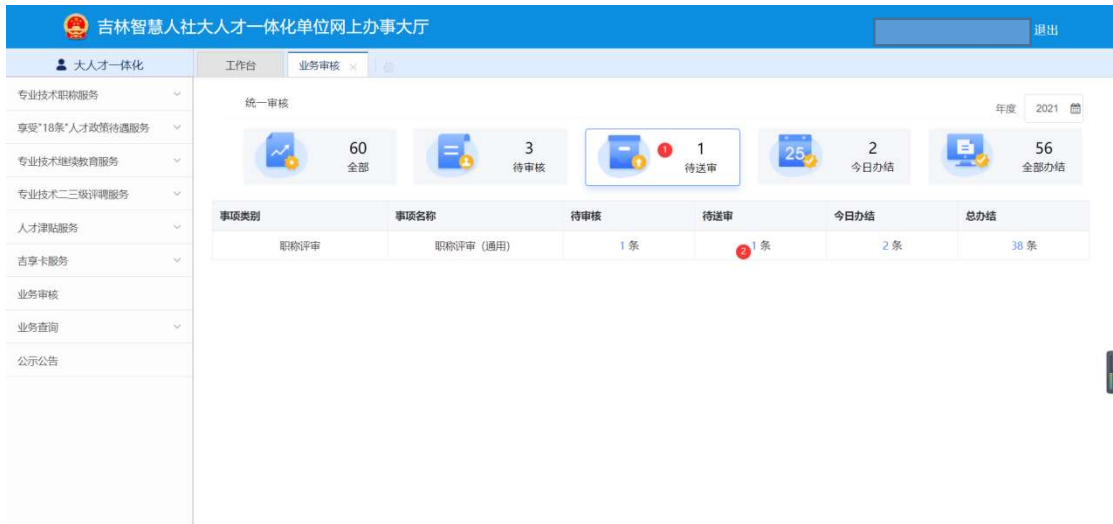 吉林智慧人社大人才一体化单位网上办事大厅
退出
大人才一体化
工作台
业务审核
专业技术职称服务
享受"18条"人才政策待遇服务
专业技术继续教育服务
专业技术二三级评聘服务
人才津贴服务
吉享卡服务
业务审核
业务查询
公示公告
统一审核
年度 2021
60
全部
3
待审核
1
1
待送审
25
2
今日办结
56
全部办结
事项类别 事项名称 待审核 待送审 今日办结 总办结
职称评审 职称评审（通用） 1 条 2 1 条 2 条 38 条